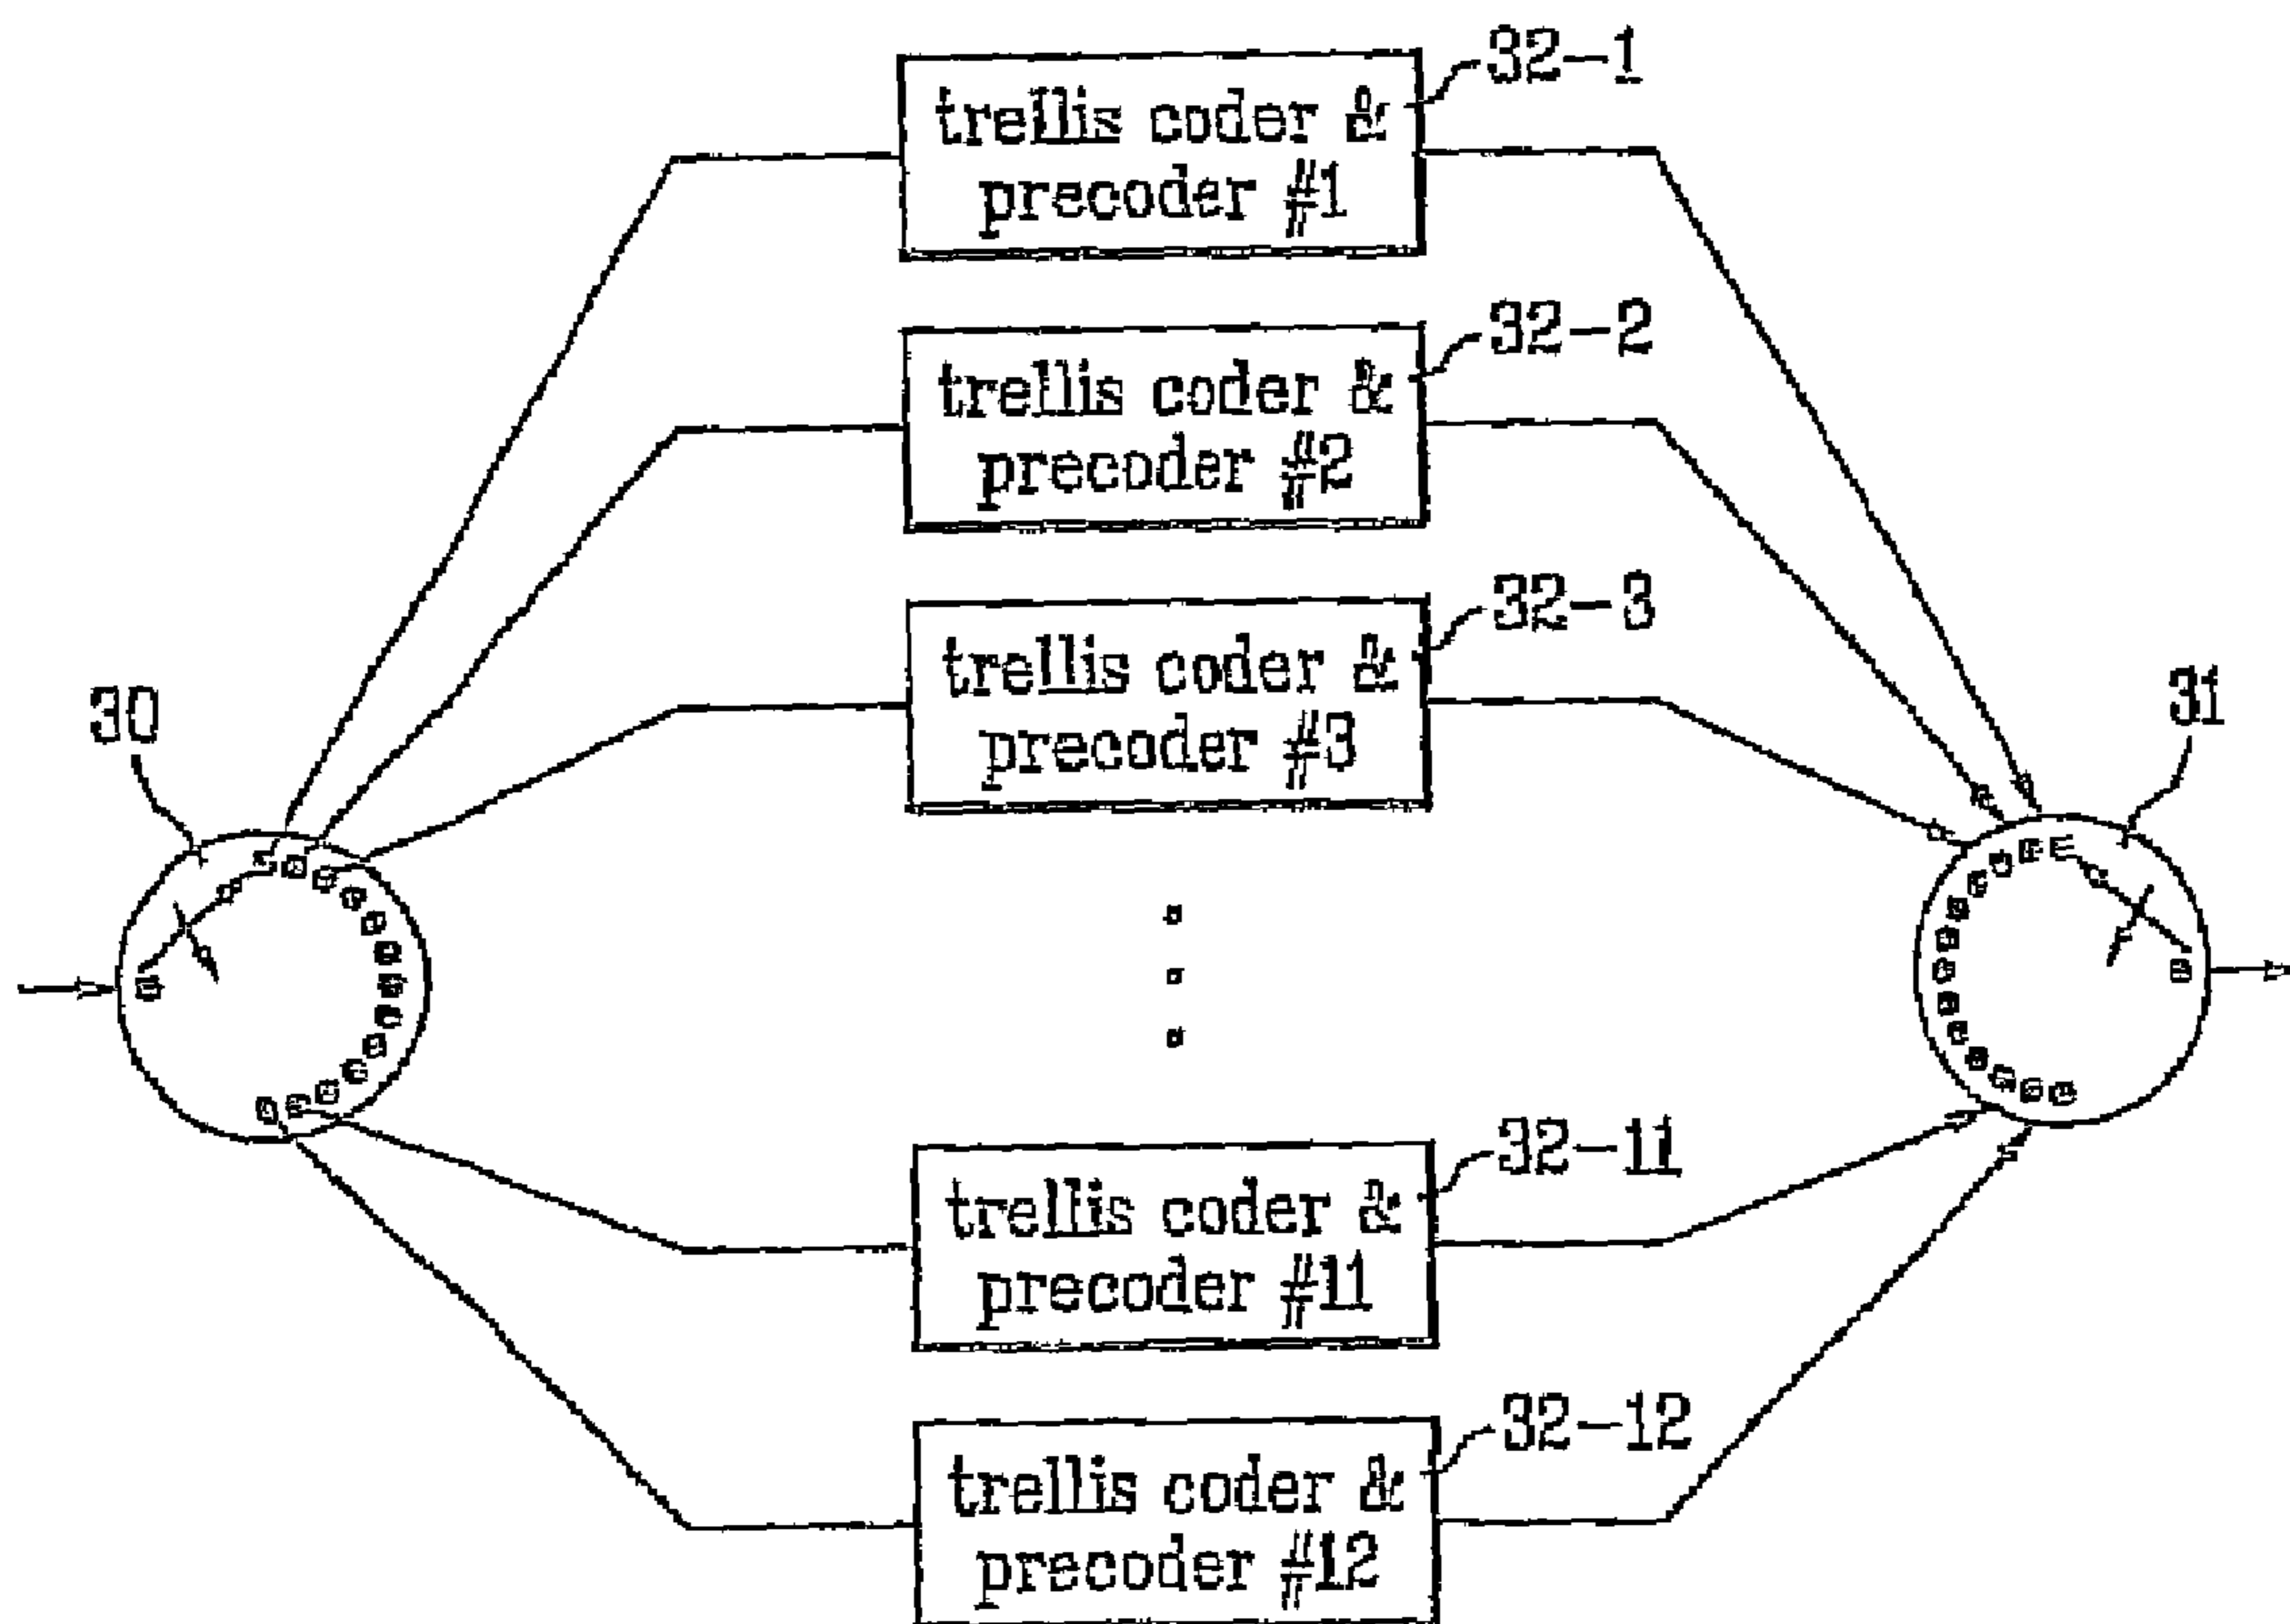 32-1
trellis coder &
precoder #1
32-2
trellis coder &
precoder #2
32-3
trellis coder &
precoder #3
30
31
32-11
trellis coder &
precoder #11
32-12
trellis coder &
precoder #12